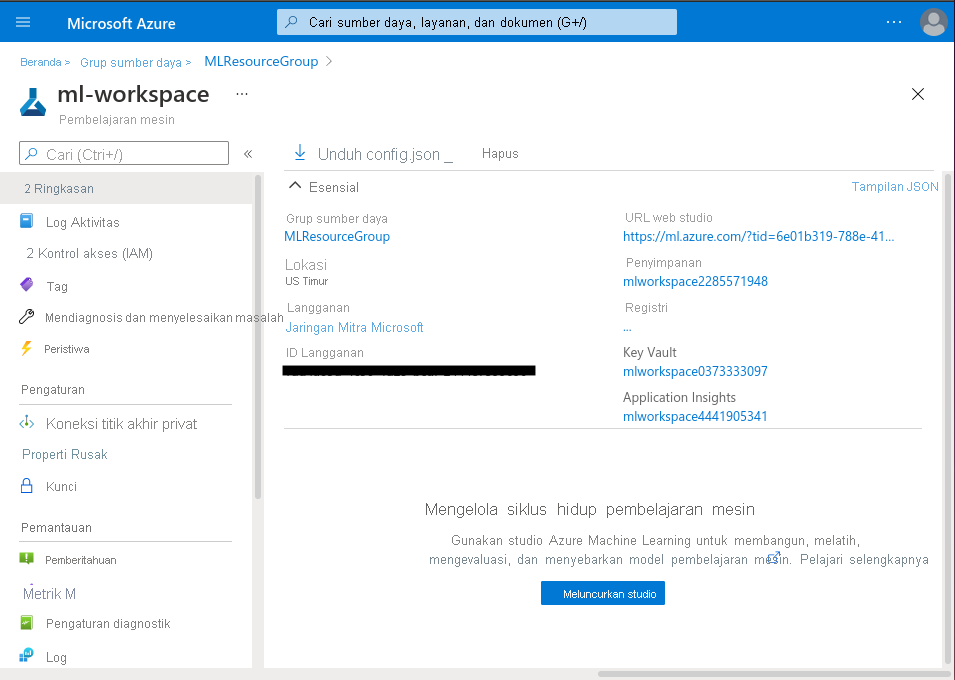 Microsoft Azure
Cari sumber daya, layanan, dan dokumen (G+/)
...
Beranda > Grup sumber daya > MLResourceGroup >
ml-workspace ...
Pembelajaran mesin
Cari (Ctri+/)
«
Unduh config.json _
Hapus
2 Ringkasan
Log Aktivitas
2 Kontrol akses (IAM)
Tag
Mendiagnosis dan menyelesaikan masalah
Peristiwa
Pengaturan
Koneksi titik akhir privat
Properti Rusak
Kunci
Pemantauan
Pemberitahuan
Metrik M
Pengaturan diagnostik
Log
Esensial
Tampilan JSON
Grup sumber daya
MLResourceGroup
Lokasi
US Timur
Langganan
Jaringan Mitra Microsoft
ID Langganan
URL web studio
https://ml.azure.com/?tid=6e01b319-788e-41...
Penyimpanan
mlworkspace2285571948
Registri
...
Key Vault
mlworkspace0373333097
Application Insights
mlworkspace4441905341
Mengelola siklus hidup pembelajaran mesin
Gunakan studio Azure Machine Learning untuk membangun, melatih,
mengevaluasi, dan menyebarkan model pembelajaran mesin. Pelajari selengkapnya
Meluncurkan studio